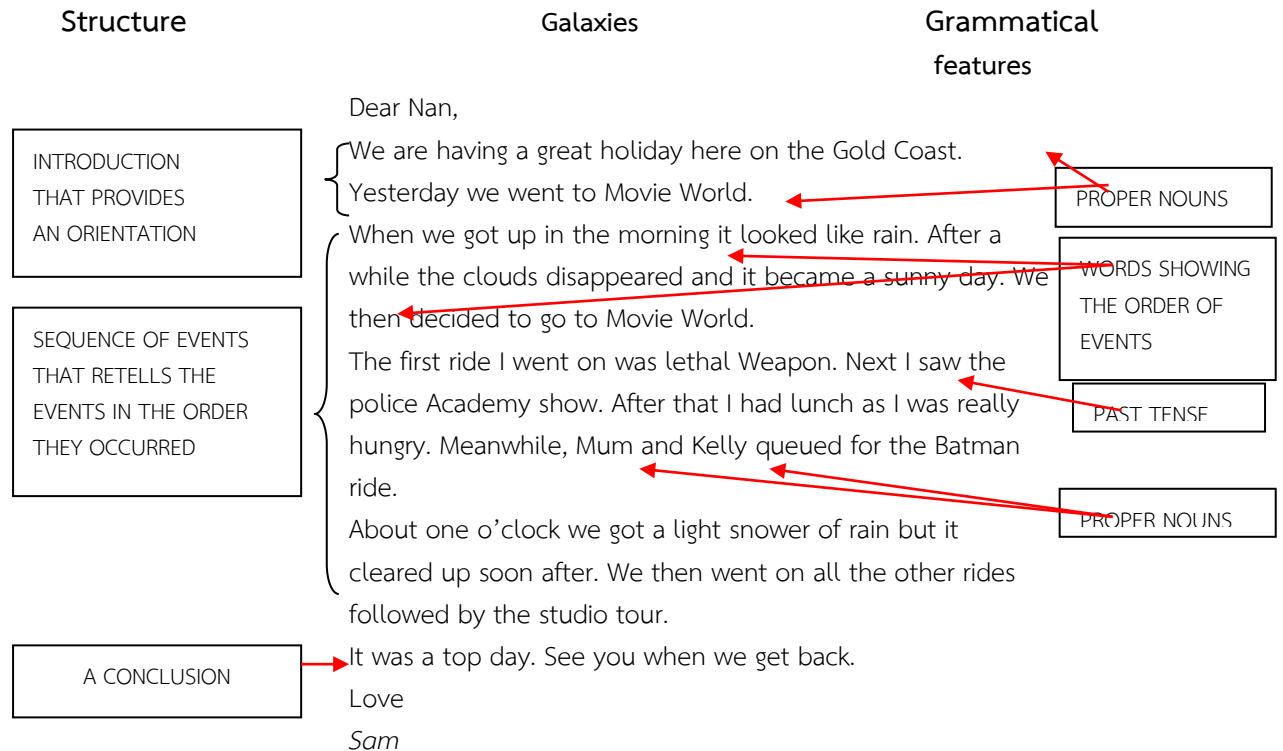 Structure
Galaxies
Grammatical
features
Dear Nan,
We are having a great holiday here on the Gold Coast.
Yesterday we went to Movie World.
When we got up in the morning it looked like rain. After a
while the clouds disappeared and it became a sunny day. We
then decided to go to Movie World.
The first ride I went on was lethal Weapon. Next I saw the
police Academy show. After that I had lunch as I was really
hungry. Meanwhile, Mum and Kelly queued for the Batman
ride.
About one o’clock we got a light snower of rain but it
cleared up soon after. We then went on all the other rides
followed by the studio tour.
It was a top day. See you when we get back.
Love
Sam
INTRODUCTION
THAT PROVIDES
AN ORIENTATION
SEQUENCE OF EVENTS
THAT RETELLS THE
EVENTS IN THE ORDER
THEY OCCURRED
A CONCLUSION
PROPER NOUNS
WORDS SHOWING
THE ORDER OF
EVENTS
PAST TENSE
PROPER NOUNS